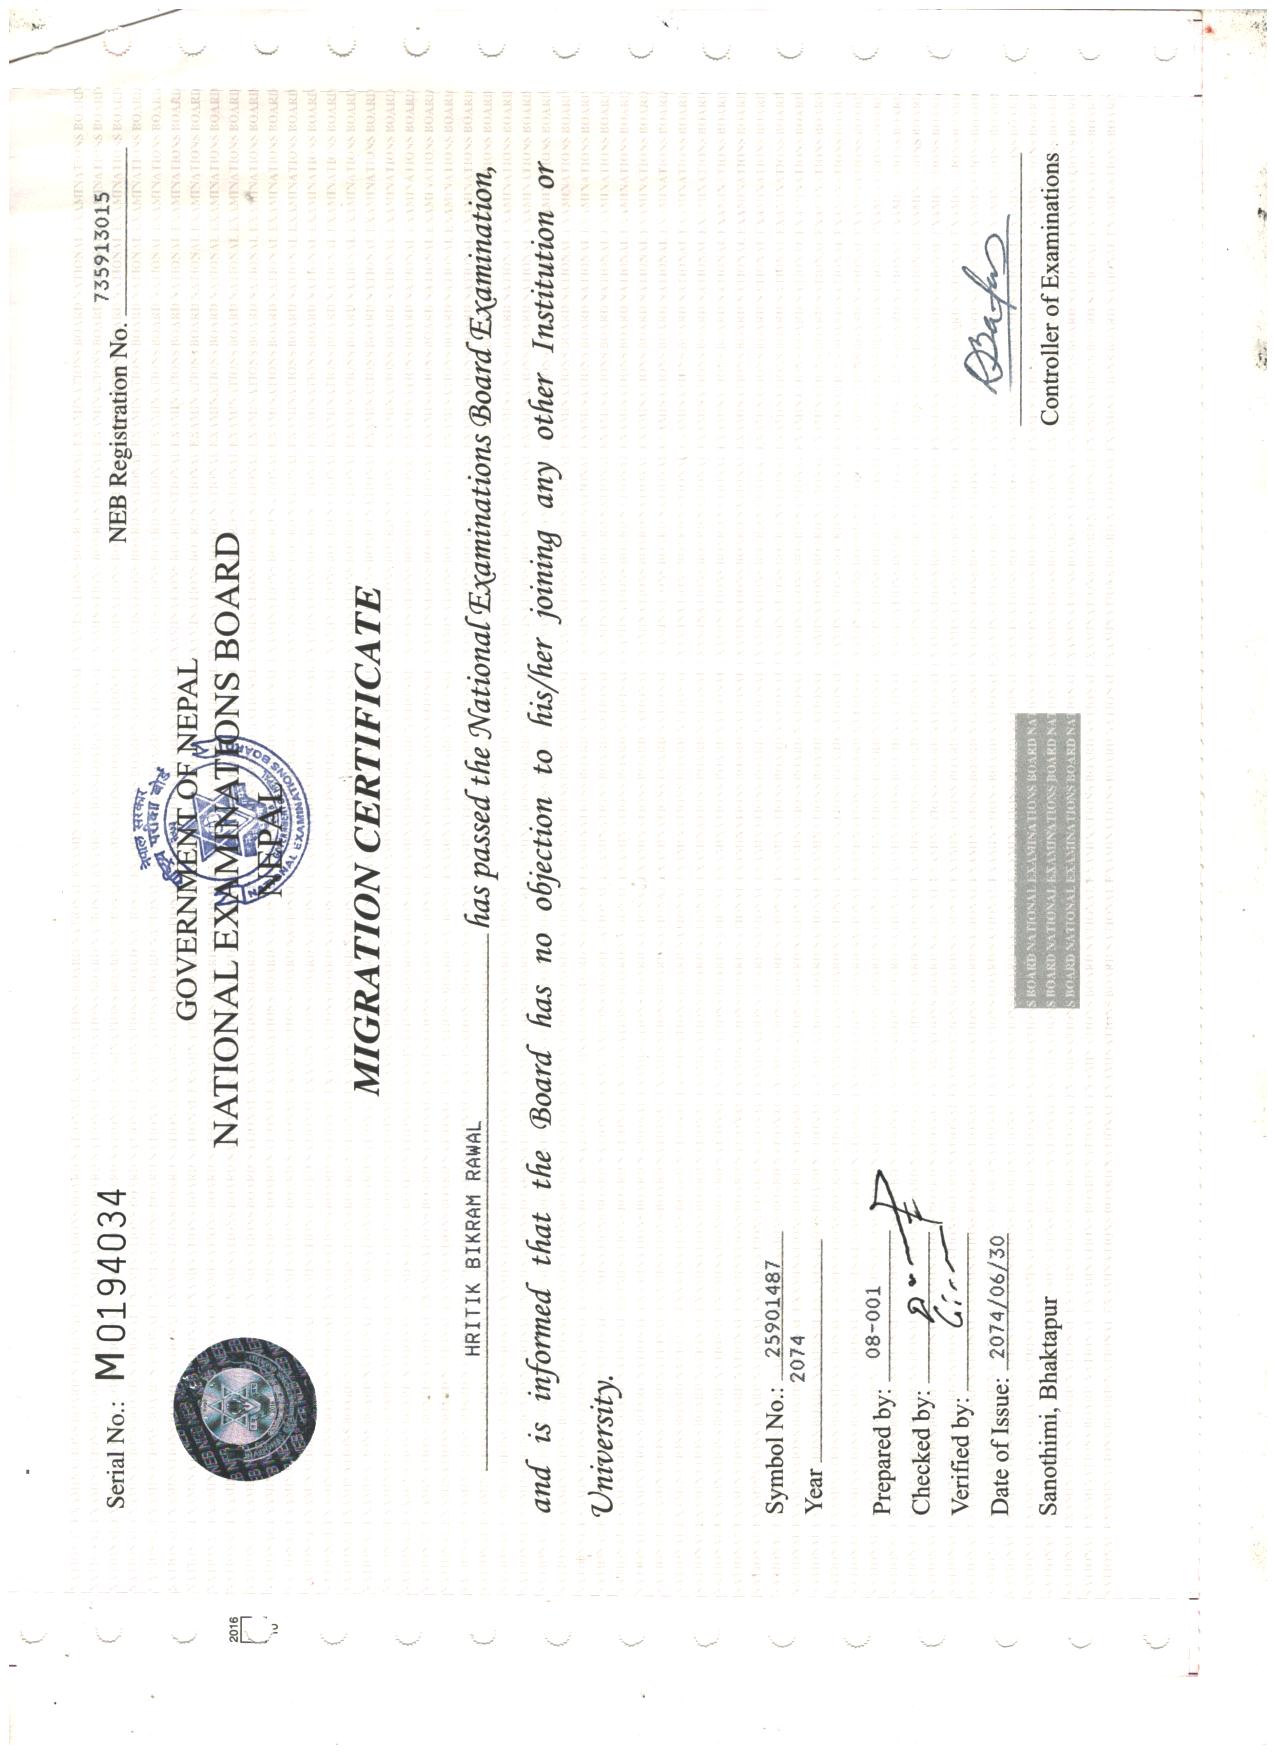 Serial No.: M 0194034
NEB Registration No. 735913015
नेपाल सरकार
राष्ट्रिय परीक्षा बोर्ड
GOVERNMENT OF NEPAL
NATIONAL EXAMINATIONS BOARD
NEPAL
NATIONAL EXAMINATIONS BOARD
2016
MIGRATION CERTIFICATE
HRITIK BIKRAM RAWAL has passed the National Examinations Board Examination,
and is informed that the Board has no objection to his/her joining any other Institution or
University.
Symbol No.: 25901487
Year 2074
Prepared by: 08-001
Checked by:
Verified by:
Date of Issue: 2074/06/30
Sanothimi, Bhaktapur
S BOARD NATIONAL EXAMINATIONS BOARD NAT
S BOARD NATIONAL EXAMINATIONS BOARD NAT
S BOARD NATIONAL EXAMINATIONS BOARD NAT
Controller of Examinations